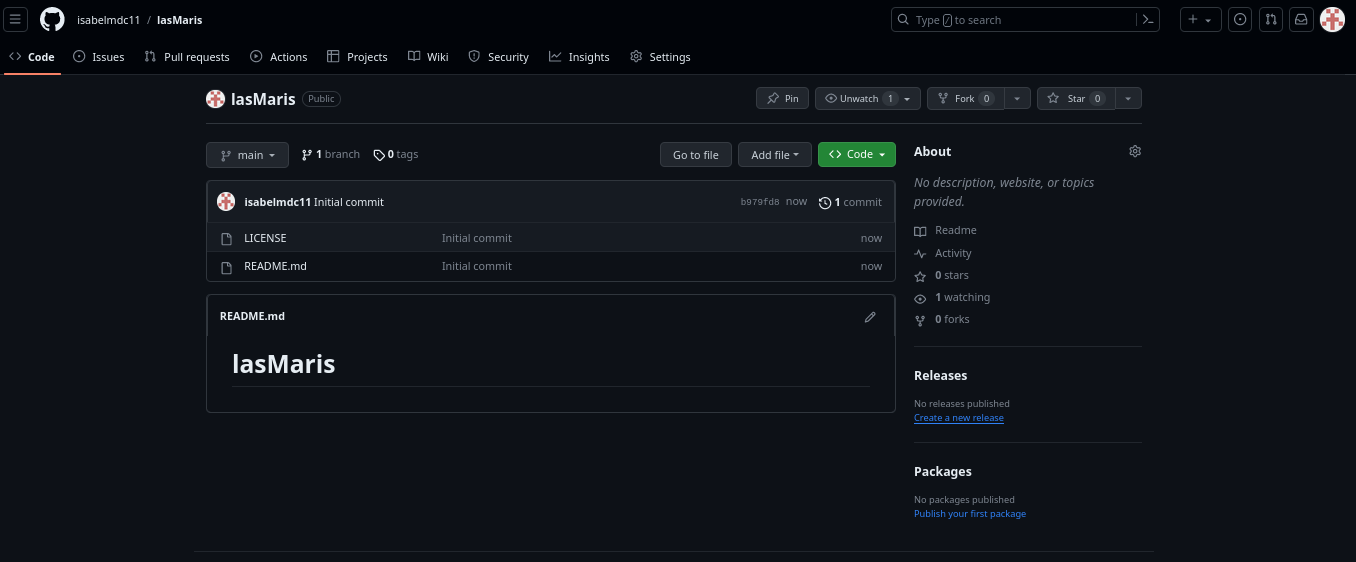 isabelmdc11 / lasMaris
Type / to search
Code Issues Pull requests Actions Projects Wiki Security Insights Settings
lasMaris Public
Pin Unwatch 1 Fork 0 Star 0
main 1 branch 0 tags
Go to file Add file Code
isabelmdc11 Initial commit b979fd8 now 1 commit
LICENSE Initial commit now
README.md Initial commit now
README.md
lasMaris
About
No description, website, or topics
provided.
Readme
Activity
0 stars
1 watching
0 forks
Releases
No releases published
Create a new release
Packages
No packages published
Publish your first package